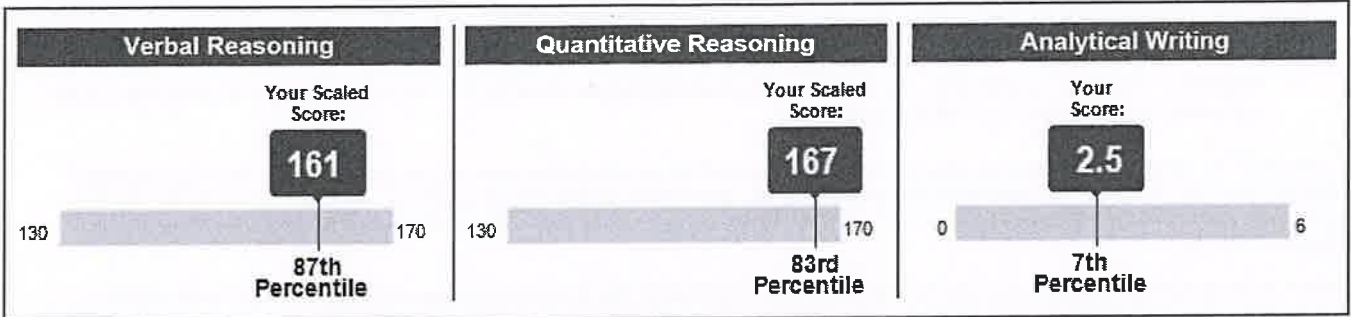 Verbal Reasoning
Your Scaled
Score:
161
130
170
87th
Percentile
Quantitative Reasoning
Your Scaled
Score:
167
130
170
83rd
Percentile
Analytical Writing
Your
Score:
2.5
0
6
7th
Percentile